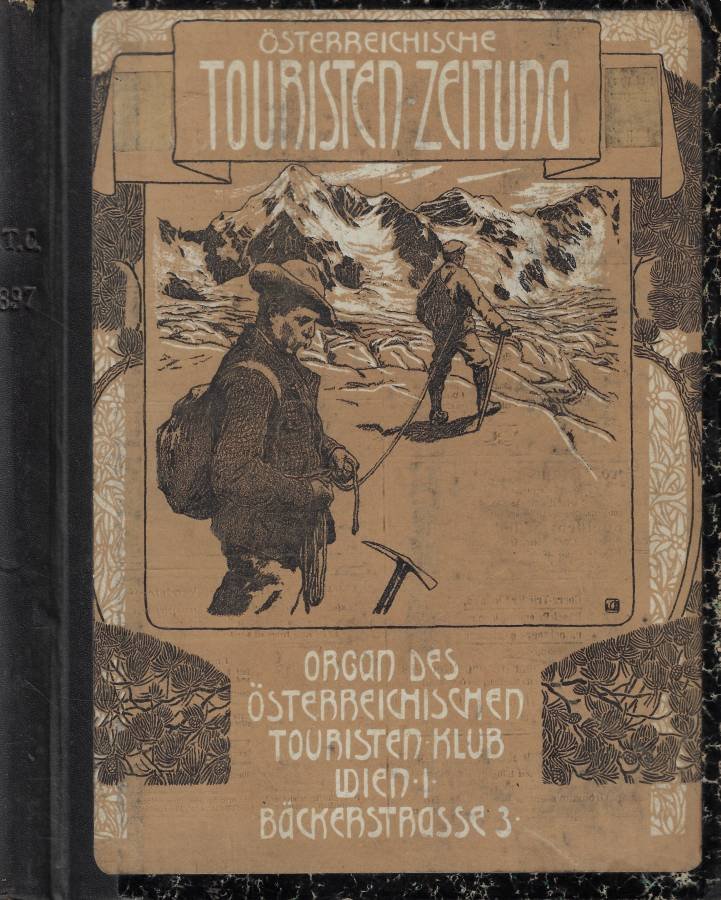 ÖSTERREICHISCHE
TOURISTEN·ZEITUNG
T.C.
897
ORGAN DES
ÖSTERREICHISCHEN
TOURISTEN·KLUB
WIEN·I·
BÄCKERSTRASSE 3·